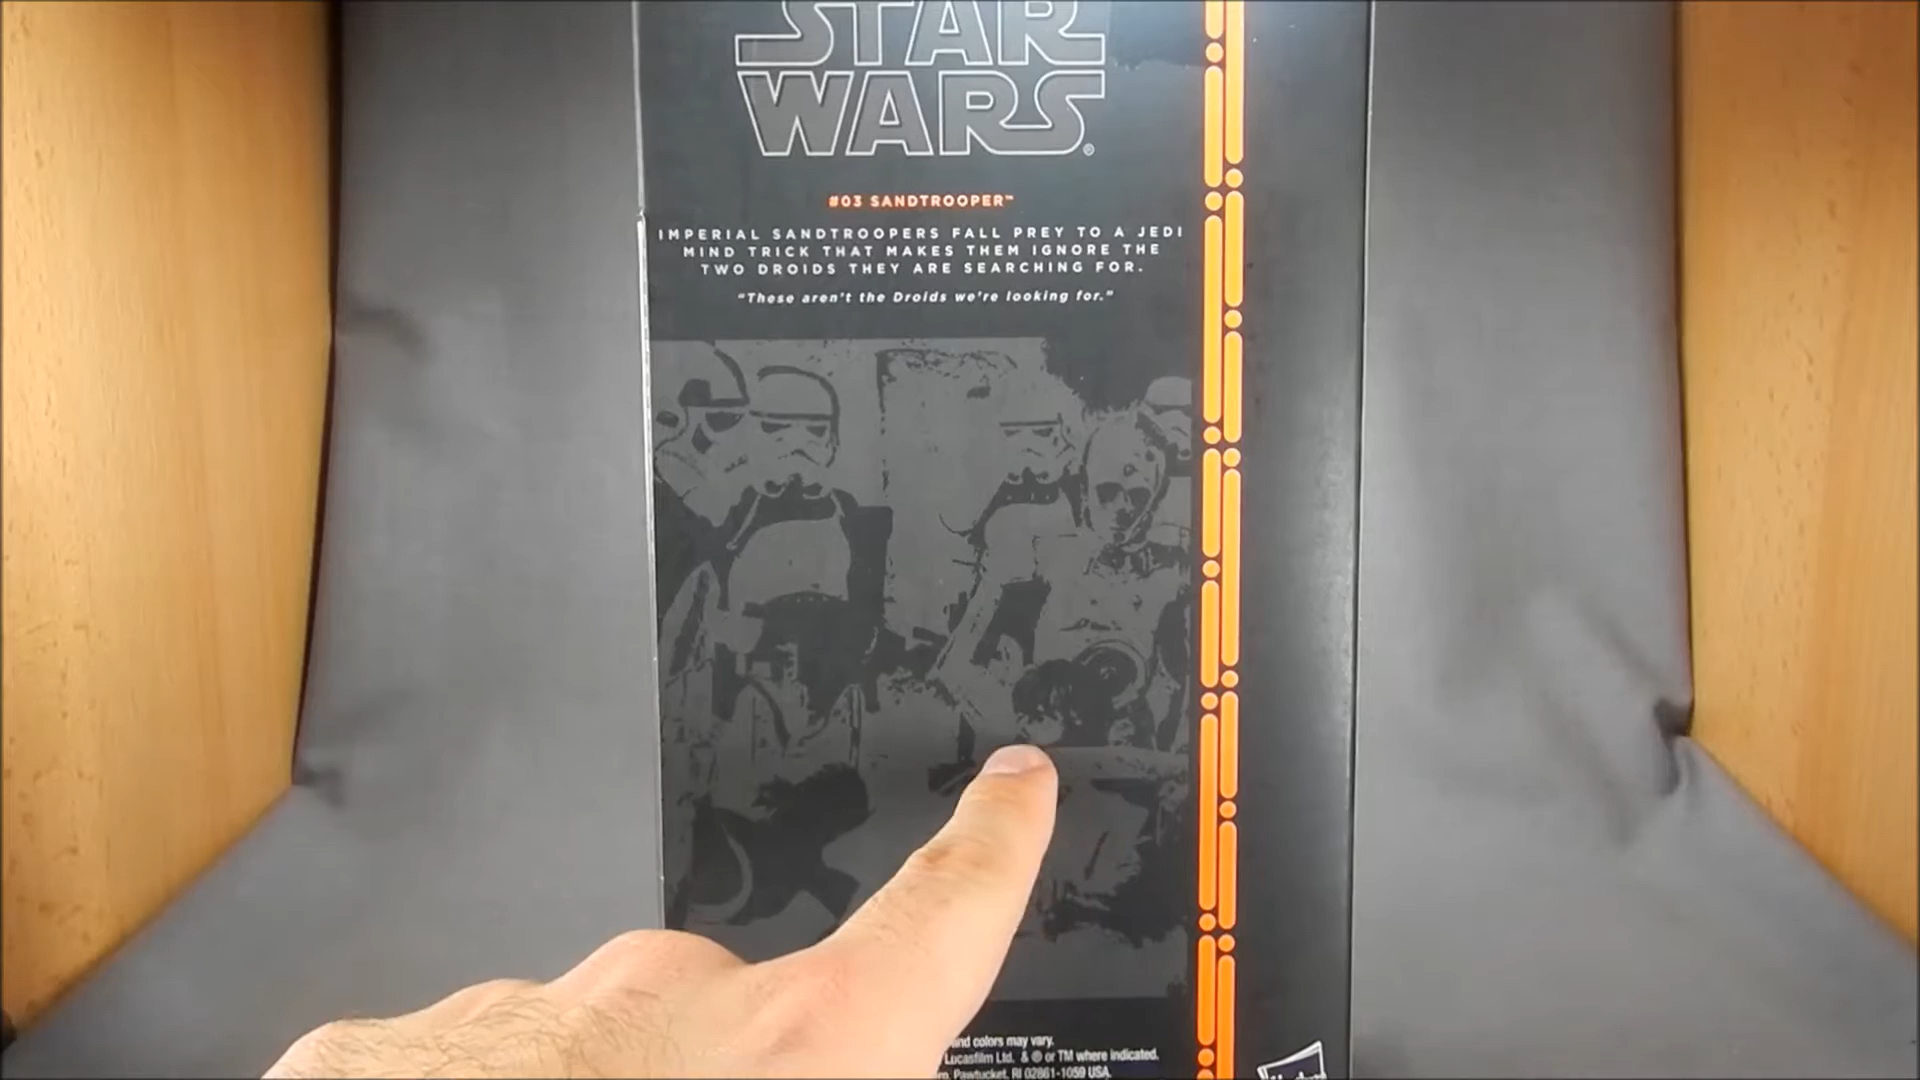 STAR
WARS®
#03 SANDTROOPER™
IMPERIAL SANDTROOPERS FALL PREY TO A JEDI
MIND TRICK THAT MAKES THEM IGNORE THE
TWO DROIDS THEY ARE SEARCHING FOR.
"These aren't the Droids we're looking for."
and colors may vary.
Lucasfilm Ltd. & ® or TM where indicated.
Pawtucket, RI 02861-1059 USA.